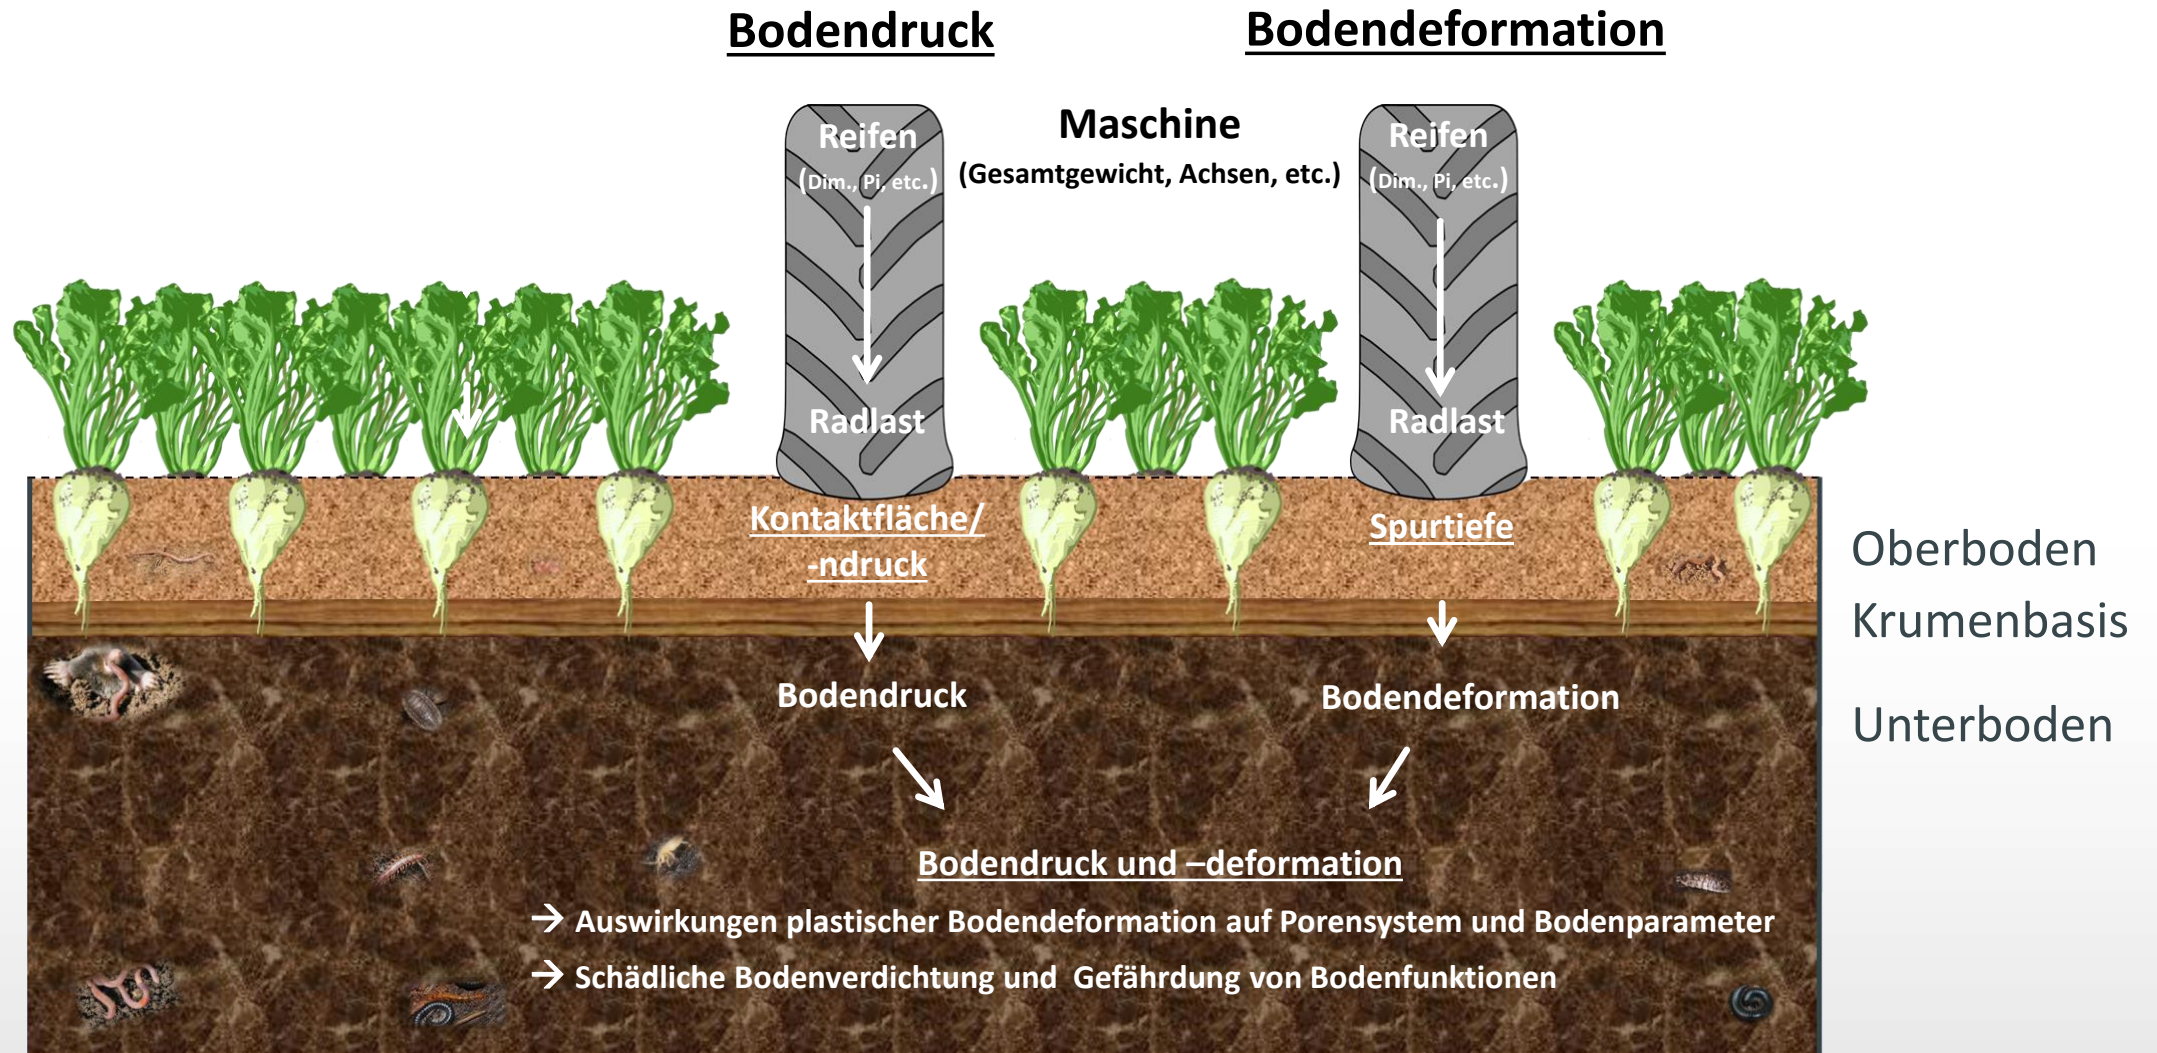 Bodendruck
Bodendeformation
Reifen
(Dim., Pi, etc.)
Maschine
(Gesamtgewicht, Achsen, etc.)
Reifen
(Dim., Pi, etc.)
Radlast
Radlast
Kontaktfläche/
-ndruck
Spurtiefe
Oberboden
Krumenbasis
Unterboden
Bodendruck
Bodendeformation
Bodendruck und –deformation
→ Auswirkungen plastischer Bodendeformation auf Porensystem und Bodenparameter
→ Schädliche Bodenverdichtung und Gefährdung von Bodenfunktionen